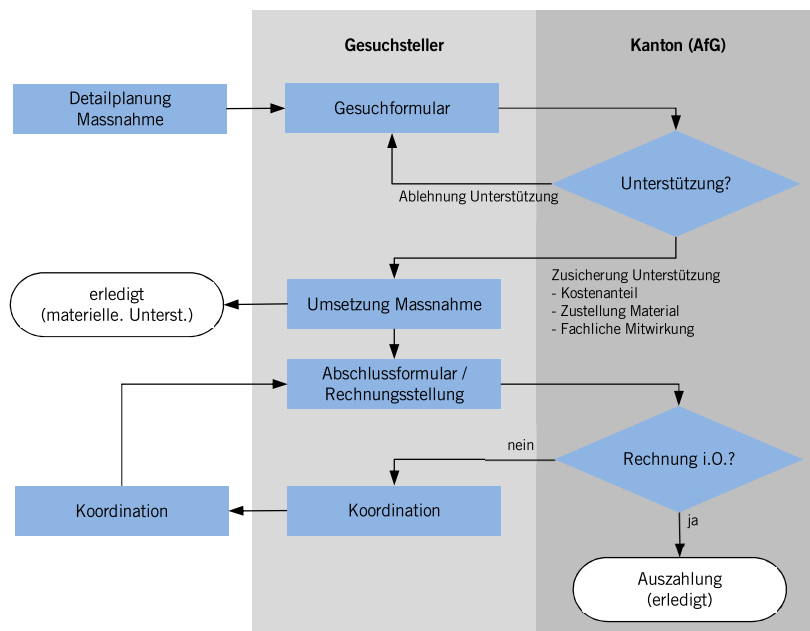 Gesuchsteller
Kanton (AfG)
Detailplanung
Massnahme
Gesuchformular
Unterstützung?
Ablehnung Unterstützung
Zusicherung Unterstützung
- Kostenanteil
- Zustellung Material
- Fachliche Mitwirkung
erledigt
(materielle. Unterst.)
Umsetzung Massnahme
Abschlussformular /
Rechnungsstellung
nein
Rechnung i.O.?
Koordination
Koordination
ja
Auszahlung
(erledigt)